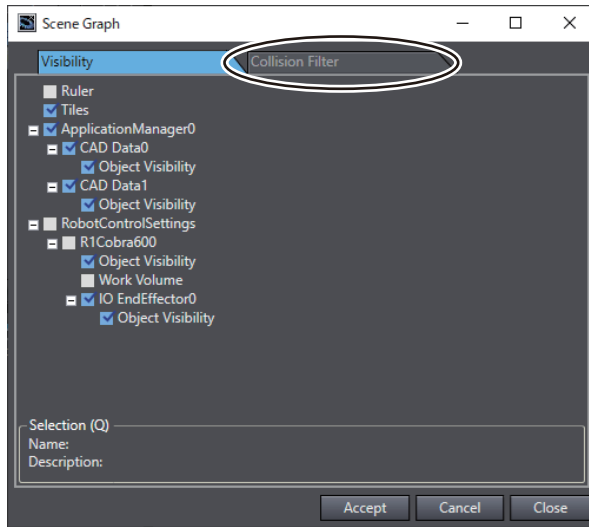 Scene Graph
Visibility
Collision Filter
Ruler
Tiles
ApplicationManager0
CAD Data0
Object Visibility
CAD Data1
Object Visibility
RobotControlSettings
R1Cobra600
Object Visibility
Work Volume
IO EndEffector0
Object Visibility
Selection (Q)
Name:
Description:
Accept Cancel Close